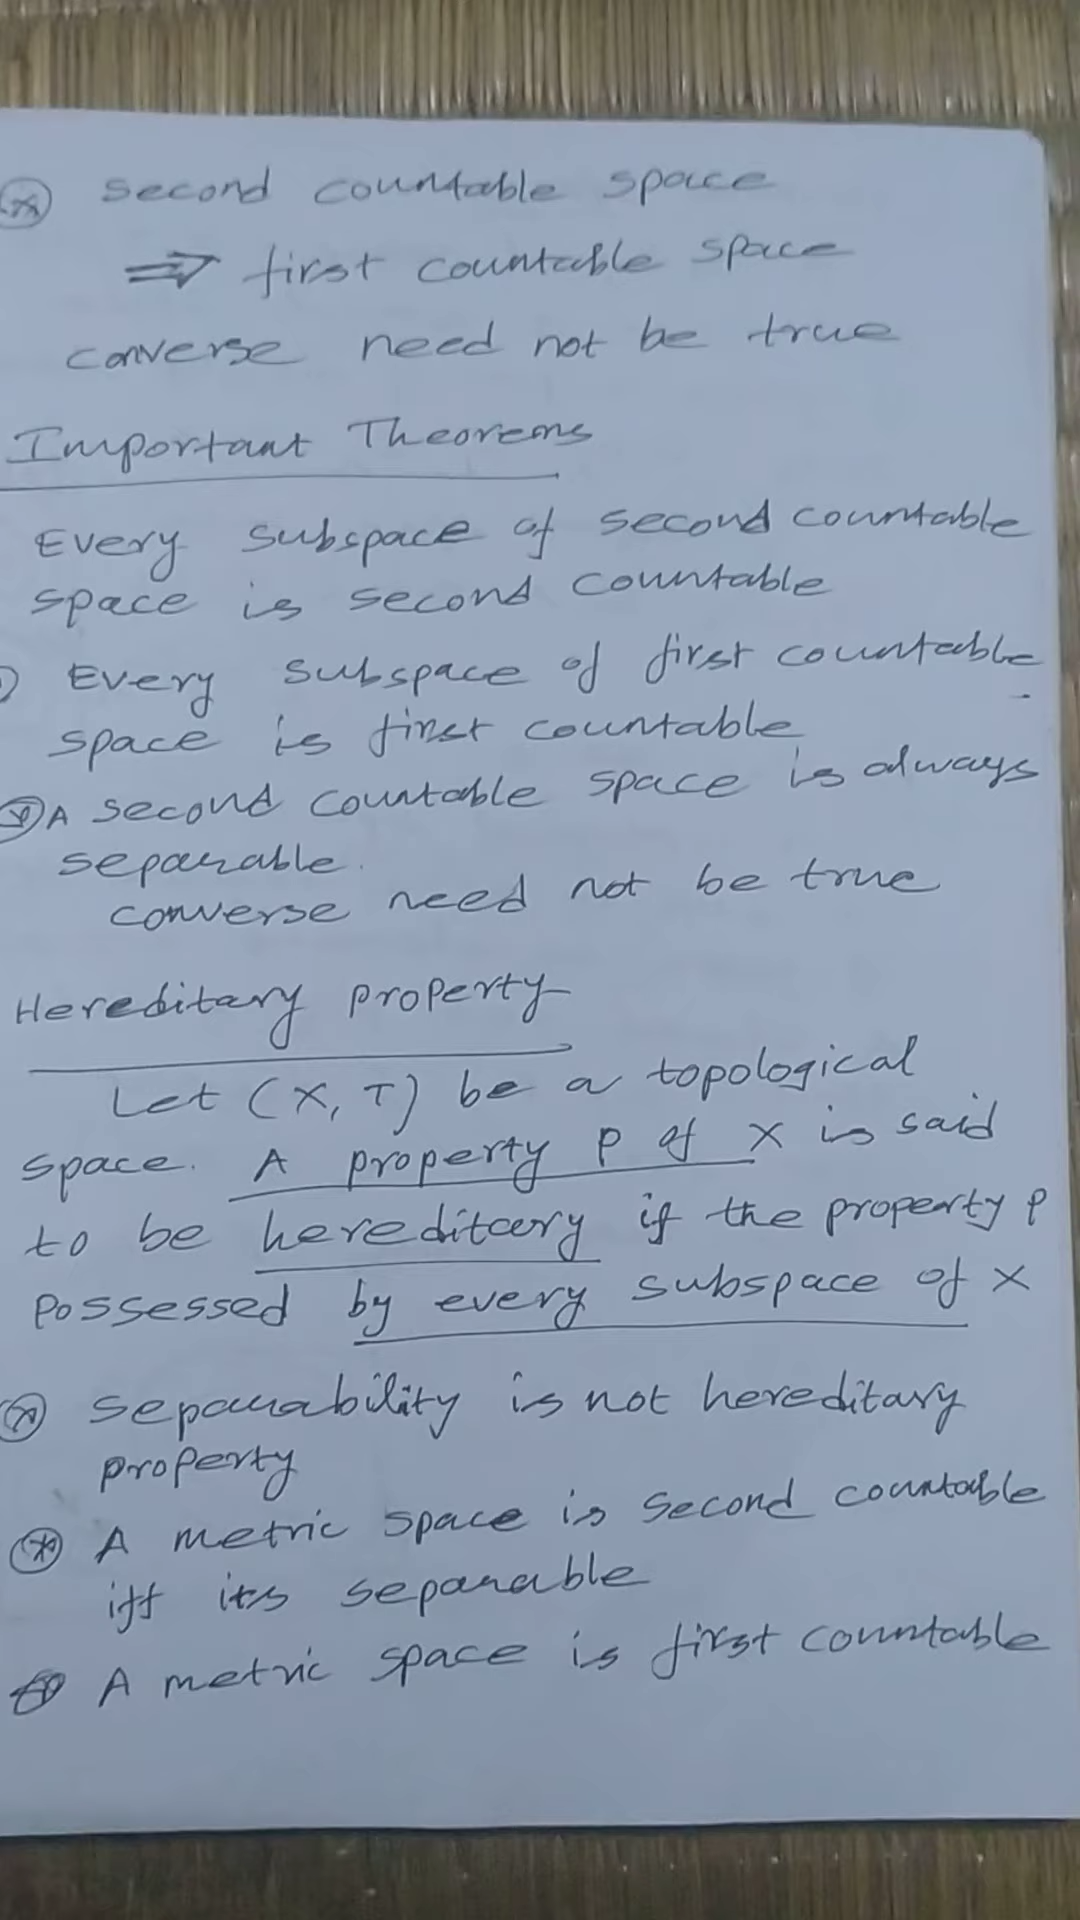 second countable space
⇒ first countable space
converse need not be true
Important Theorems
Every subspace of second countable
space is second countable
Every subspace of first countable
space is first countable
A second countable space is always
separable.
converse need not be true
Hereditary property
Let (X, T) be a topological
space. A property P of X is said
to be hereditary if the property P
possessed by every subspace of X
separability is not hereditary
property
A metric space is second countable
iff its separable
A metric space is first countable